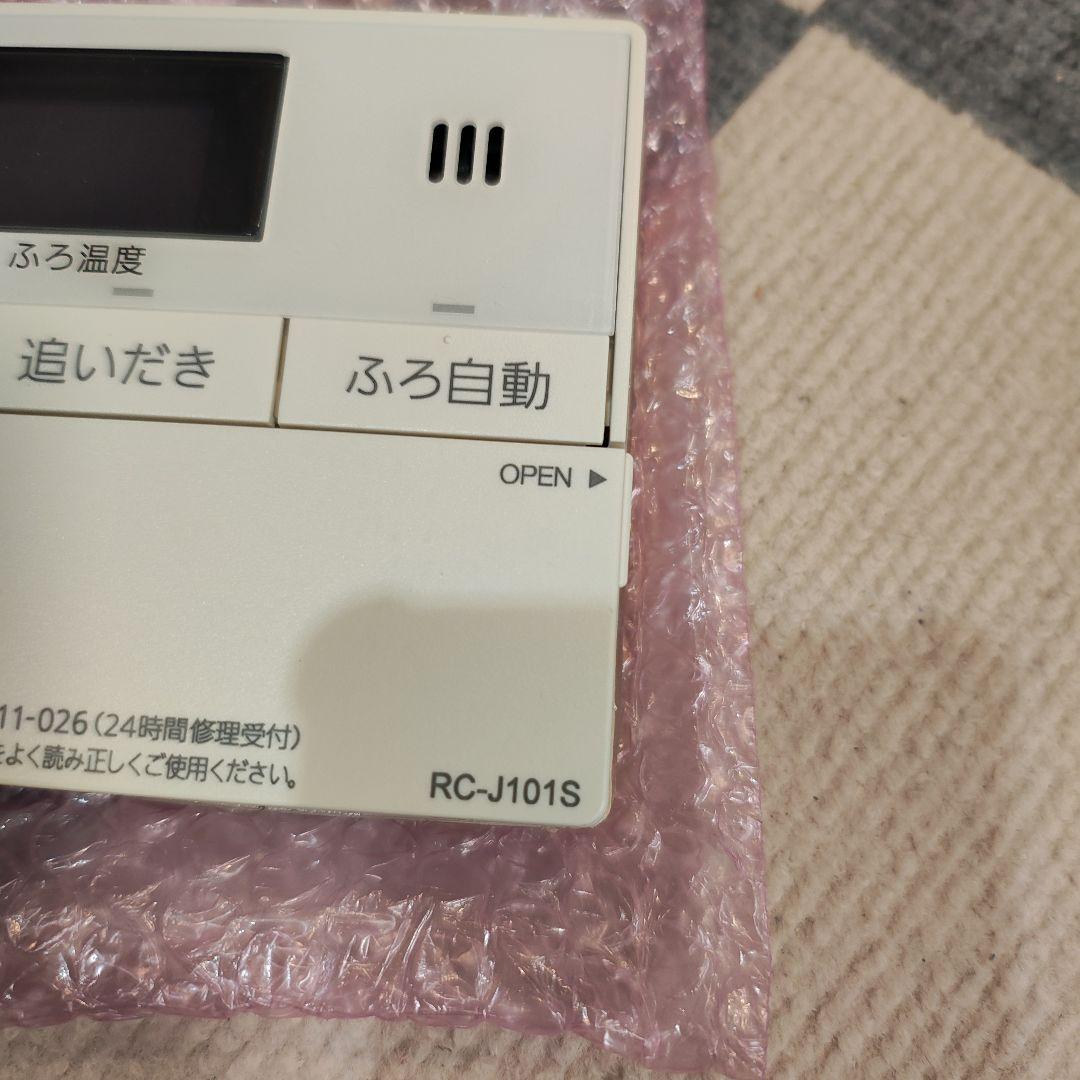 ふろ温度
追いだき
ふろ自動
OPEN ▶
11-026(24時間修理受付)
をよく読み正しくご使用ください。
RC-J101S